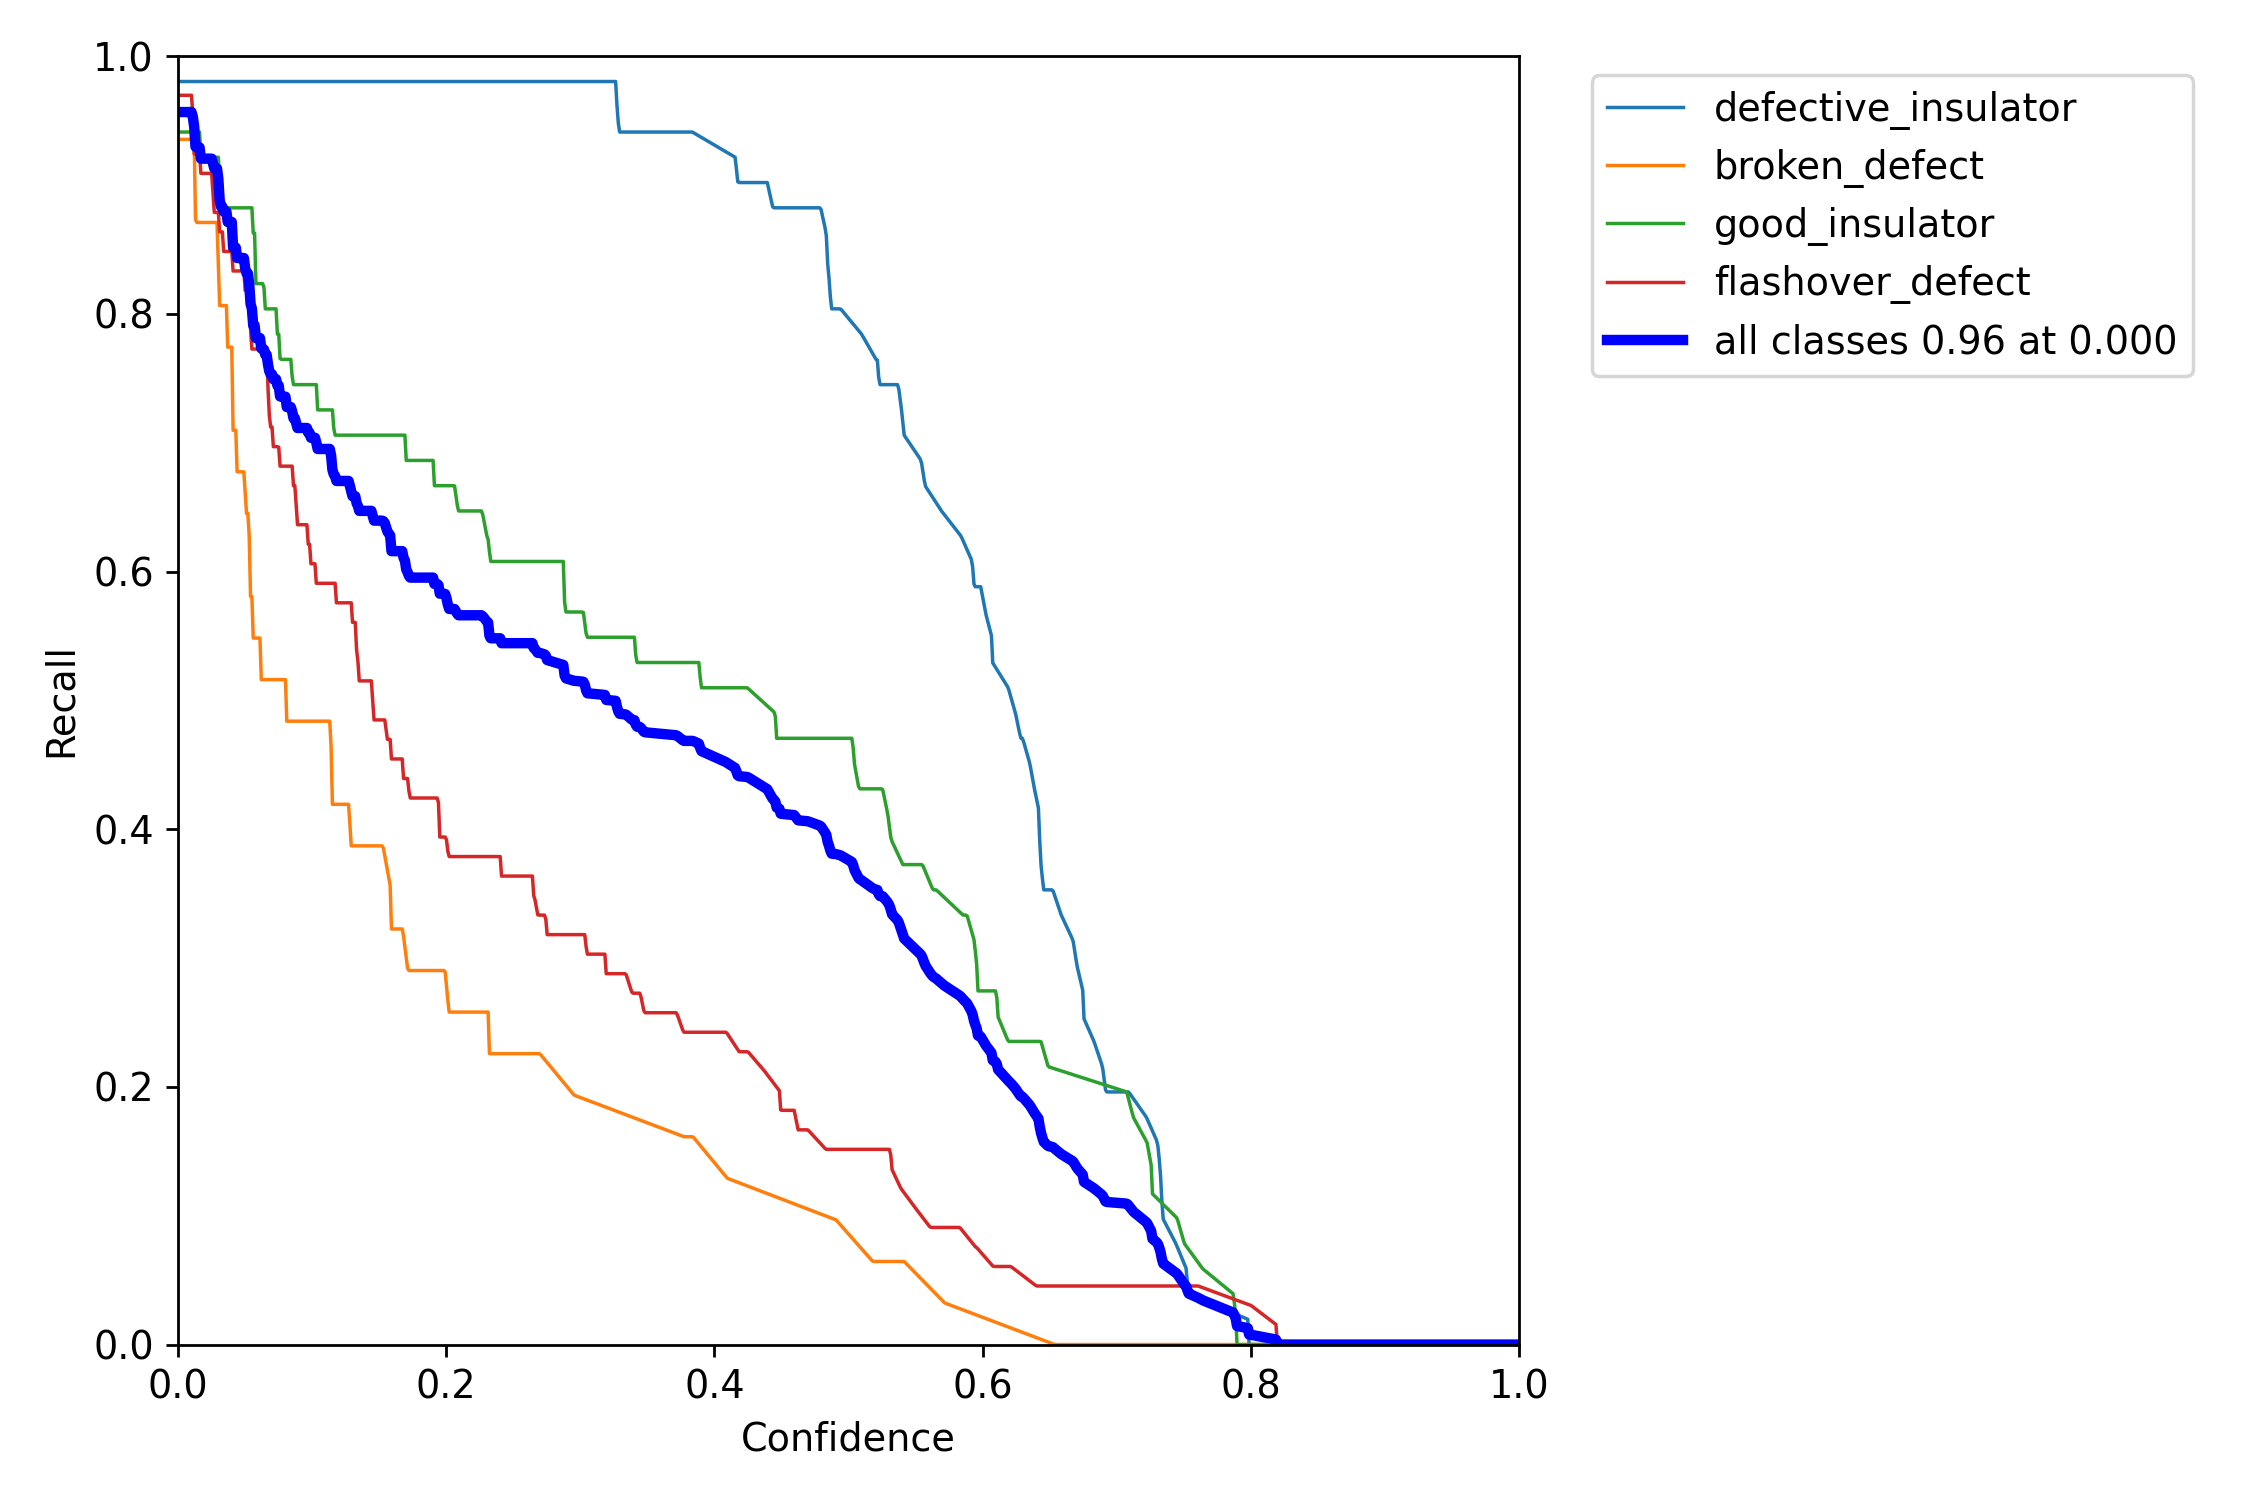 1.0
0.8
0.6
0.4
0.2
0.0
Recall
0.0 0.2 0.4 0.6 0.8 1.0
Confidence
defective_insulator
broken_defect
good_insulator
flashover_defect
all classes 0.96 at 0.000